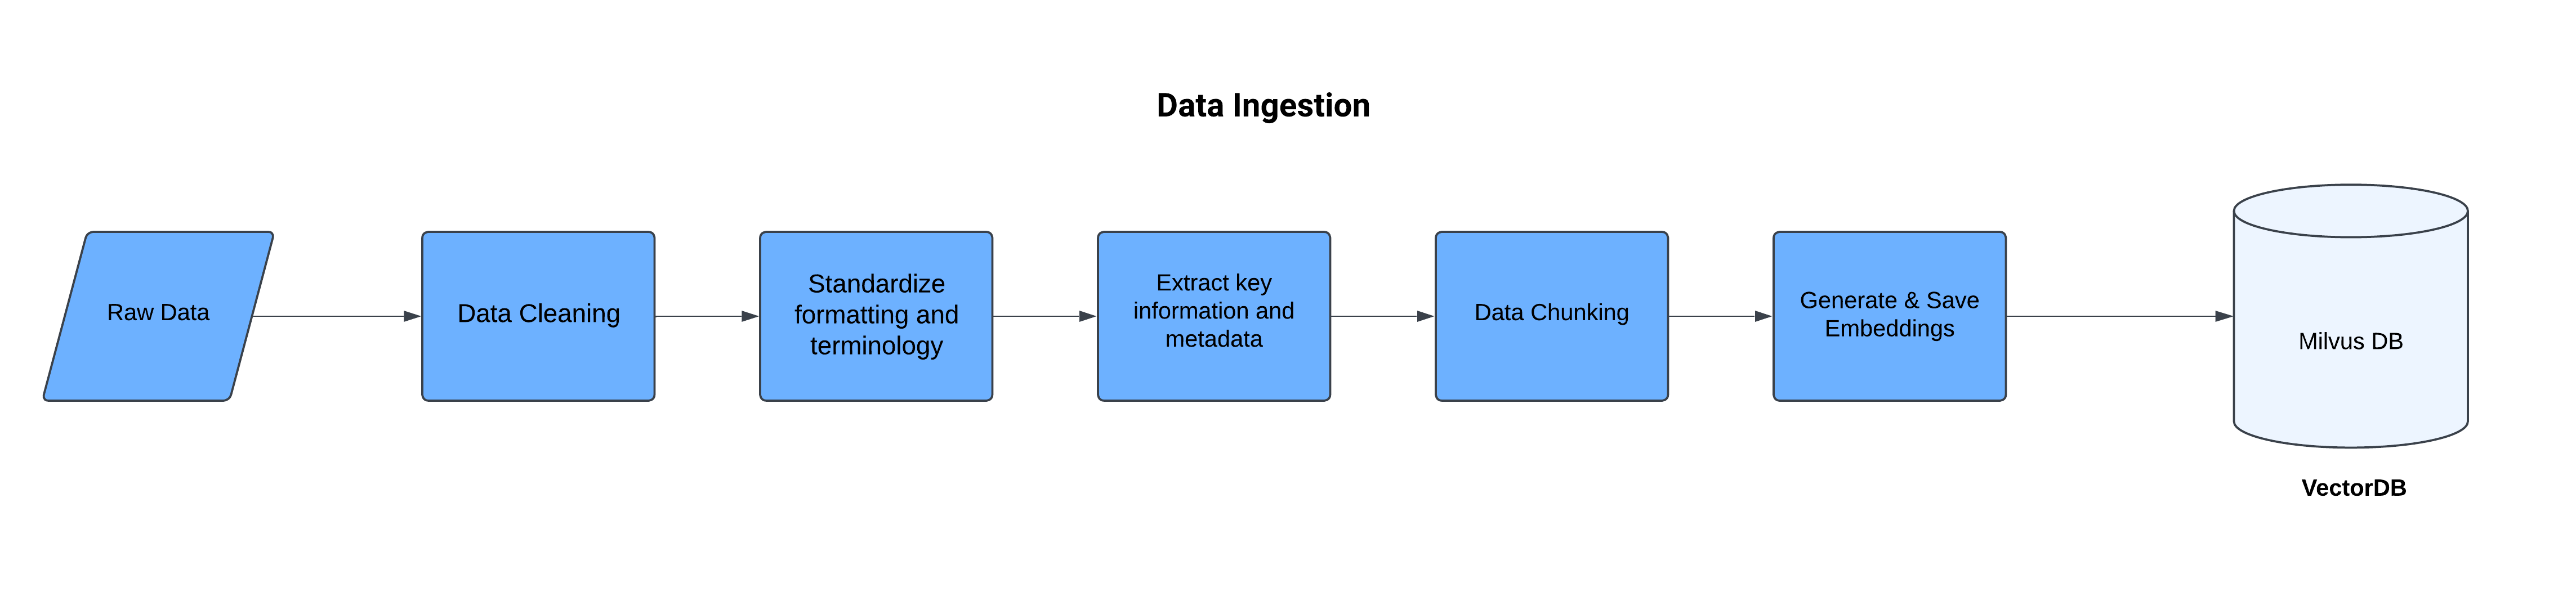 Data Ingestion
Raw Data
Data Cleaning
Standardize
formatting and
terminology
Extract key
information and
metadata
Data Chunking
Generate & Save
Embeddings
Milvus DB
VectorDB